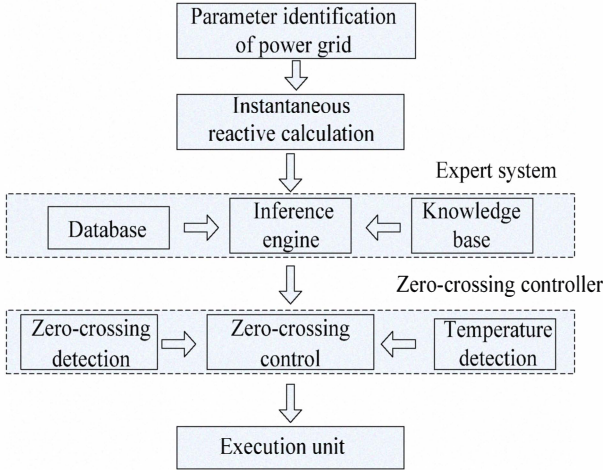 Parameter identification
of power grid
Instantaneous
reactive calculation
Expert system
Database
Inference
engine
Knowledge
base
Zero-crossing controller
Zero-crossing
detection
Zero-crossing
control
Temperature
detection
Execution unit